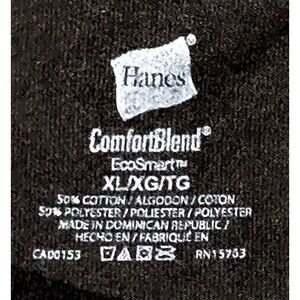 Hanes
ComfortBlend®
EcoSmart™
XL/XG/TG
50% COTTON / ALGODON / COTON
50% POLYESTER / POLIESTER / POLYESTER
MADE IN DOMINICAN REPUBLIC /
HECHO EN / FABRIQUÉ EN
CA00153 RN15763